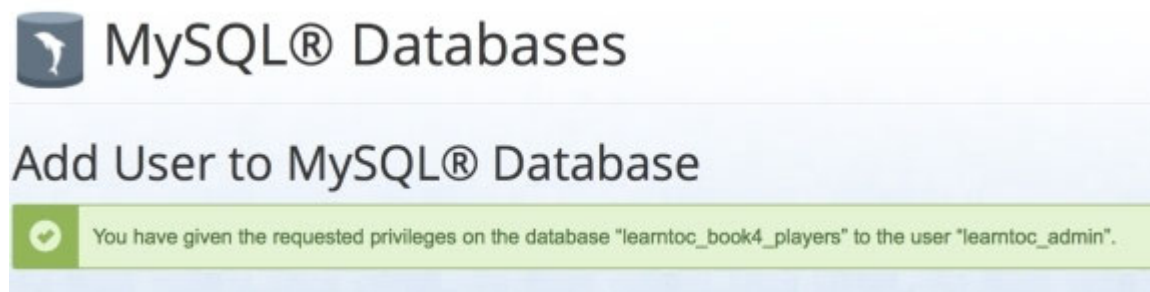 MySQL® Databases
Add User to MySQL® Database
You have given the requested privileges on the database “learntoc_book4_players” to the user “learntoc_admin”.